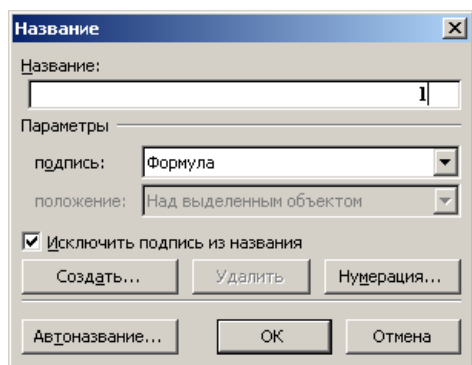 Название
Название:
1
Параметры
подпись: Формула
положение: Над выделенным объектом
Исключить подпись из названия
Создать... Удалить Нумерация...
Автоназвание... ОК Отмена